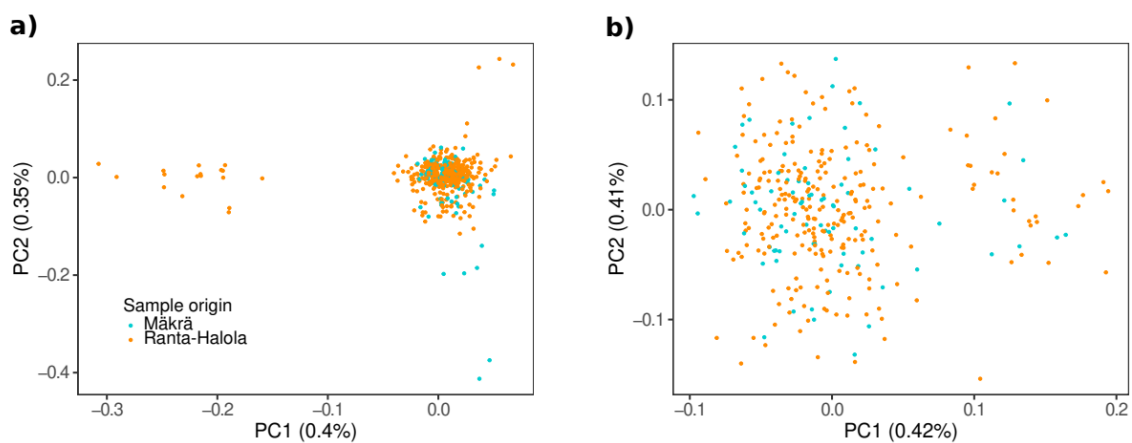 a)
0.2
0.0
−0.2
−0.4
PC2 (0.35%)
Sample origin
Mäkrä
Ranta-Halola
−0.3
−0.2
−0.1
0.0
PC1 (0.4%)
b)
0.1
0.0
−0.1
PC2 (0.41%)
−0.1
0.0
0.1
0.2
PC1 (0.42%)